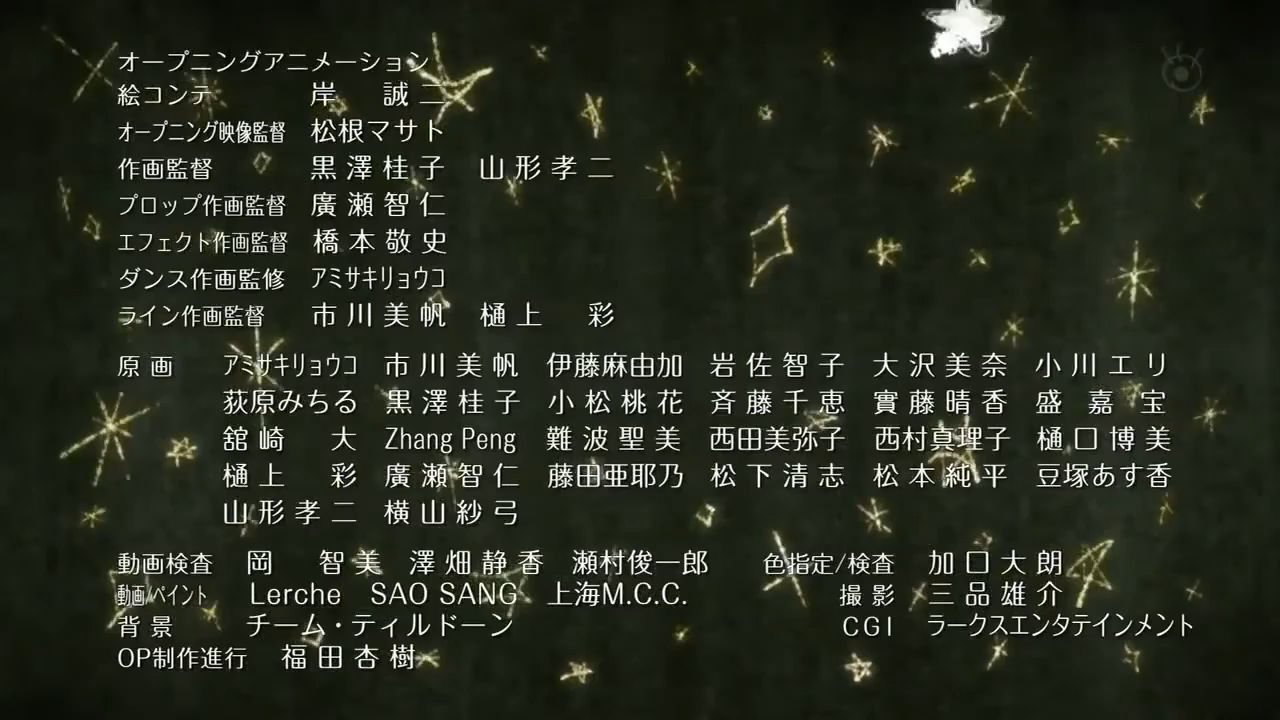 オープニングアニメーション
絵コンテ 岸 誠二
オープニング映像監督 松根マサト
作画監督 黒澤桂子 山形孝二
プロップ作画監督 廣瀬智仁
エフェクト作画監督 橋本敬史
ダンス作画監修 アミサキリョウコ
ライン作画監督 市川美帆 樋上 彩
原画 アミサキリョウコ 市川美帆 伊藤麻由加 岩佐智子 大沢美奈 小川エリ
荻原みちる 黒澤桂子 小松桃花 斉藤千恵 實藤晴香 盛嘉宝
舘崎 大 Zhang Peng 難波聖美 西田美弥子 西村真理子 樋口博美
樋上 彩 廣瀬智仁 藤田亜耶乃 松下清志 松本純平 豆塚あす香
山形孝二 横山紗弓
動画検査 岡 智美 澤畑静香 瀬村俊一郎 色指定/検査 加口大朗
動画/ペイント Lerche SAO SANG 上海M.C.C. 撮影 三品雄介
背景 チーム・ティルドーン CGI ラークスエンタテインメント
OP制作進行 福田杏樹